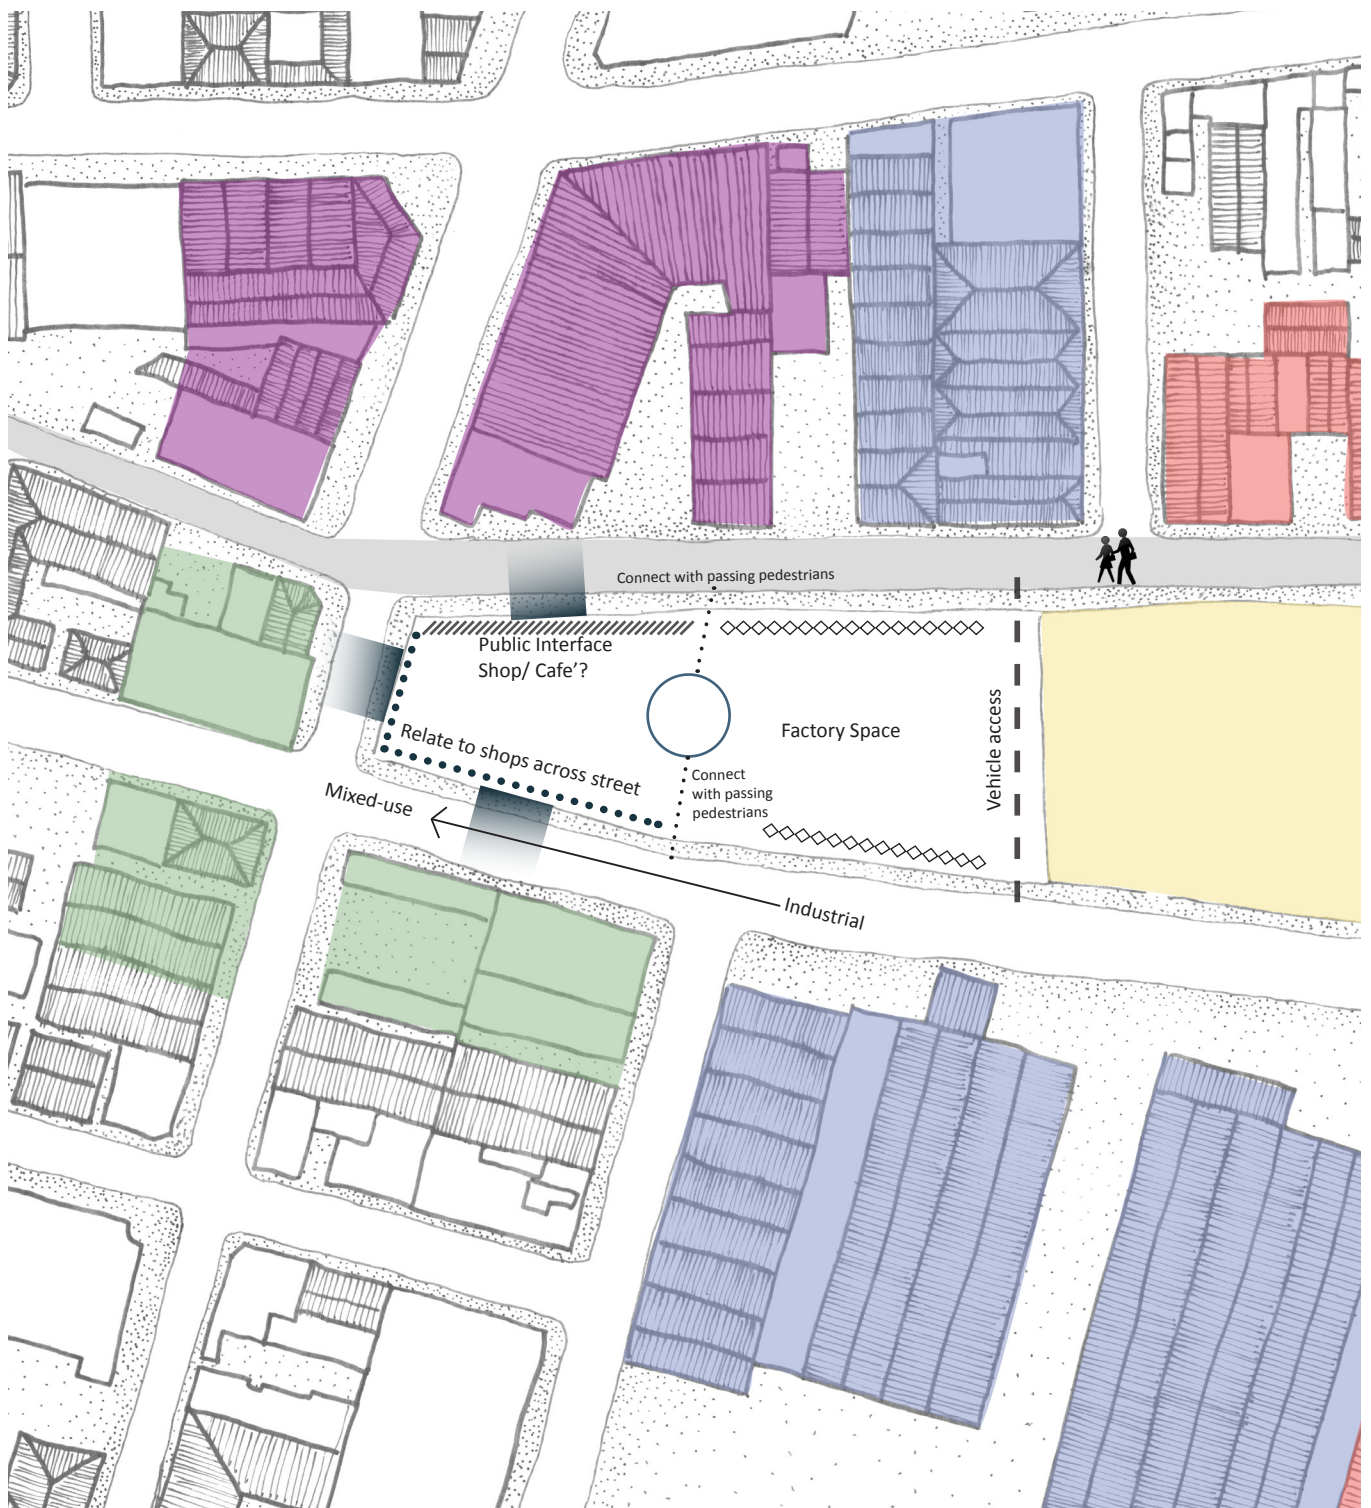 Connect with passing pedestrians
Public Interface
Shop/ Cafe'?
Factory Space
Vehicle access
Relate to shops across street
Connect
with passing
pedestrians
Mixed-use
Industrial